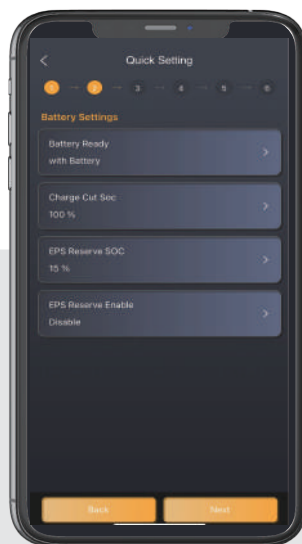 Quick Setting
1 → 2 → 3 → 4 → 5 → 6
Battery Settings
Battery Ready
with Battery
Charge Cut Soc
100 %
EPS Reserve SOC
15 %
EPS Reserve Enable
Disable
Back
Next